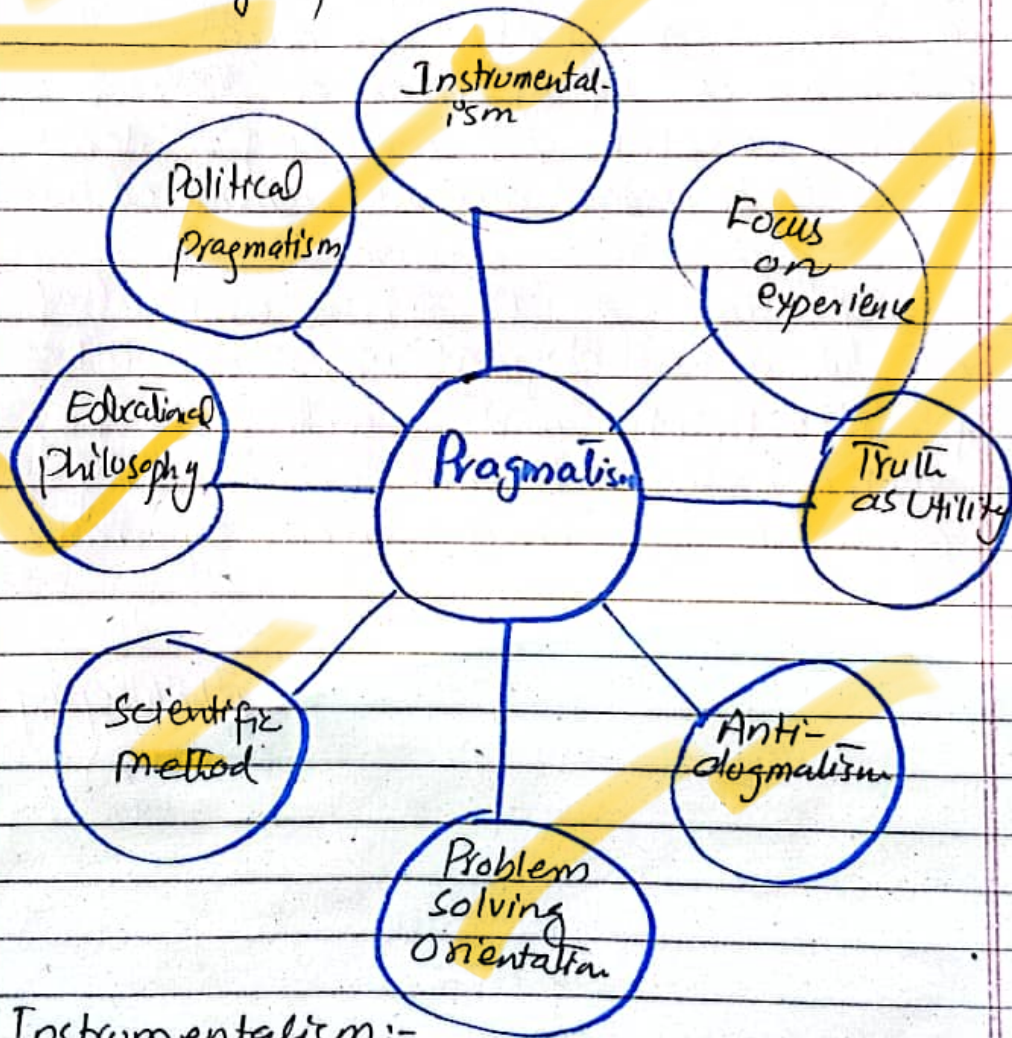 Instrumental-
ism
Political
pragmatism
Focus
on
experience
Educational
philosophy
Pragmatism
Truth
as Utility
Scientific
method
Anti-
dogmatism
Problem
solving
Orientation
Instrumentalism:-